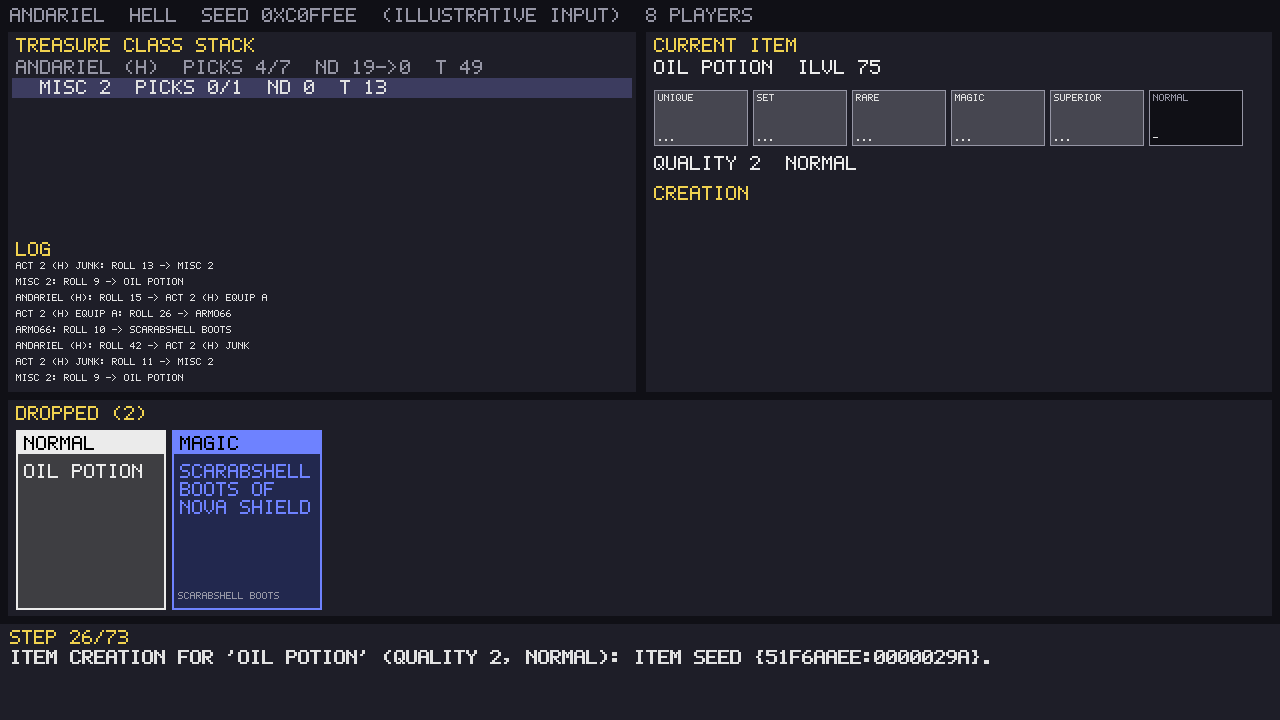 ANDARIEL HELL SEED 0XC0FFEE (ILLUSTRATIVE INPUT) 8 PLAYERS
TREASURE CLASS STACK
ANDARIEL (H) PICKS 4/7 ND 19->0 T 49
MISC 2 PICKS 0/1 ND 0 T 13
LOG
ACT 2 (H) JUNK: ROLL 13 -> MISC 2
MISC 2: ROLL 9 -> OIL POTION
ANDARIEL (H): ROLL 15 -> ACT 2 (H) EQUIP A
ACT 2 (H) EQUIP A: ROLL 26 -> ARMO66
ARMO66: ROLL 10 -> SCARABSHELL BOOTS
ANDARIEL (H): ROLL 42 -> ACT 2 (H) JUNK
ACT 2 (H) JUNK: ROLL 11 -> MISC 2
MISC 2: ROLL 9 -> OIL POTION
CURRENT ITEM
OIL POTION ILVL 75
UNIQUE SET RARE MAGIC SUPERIOR NORMAL
... ... ... ... ... _
QUALITY 2 NORMAL
CREATION
DROPPED (2)
NORMAL
OIL POTION
MAGIC
SCARABSHELL
BOOTS OF
NOVA SHIELD
SCARABSHELL BOOTS
STEP 26/73
ITEM CREATION FOR 'OIL POTION' (QUALITY 2, NORMAL): ITEM SEED {51F6AAEE:0000029A}.